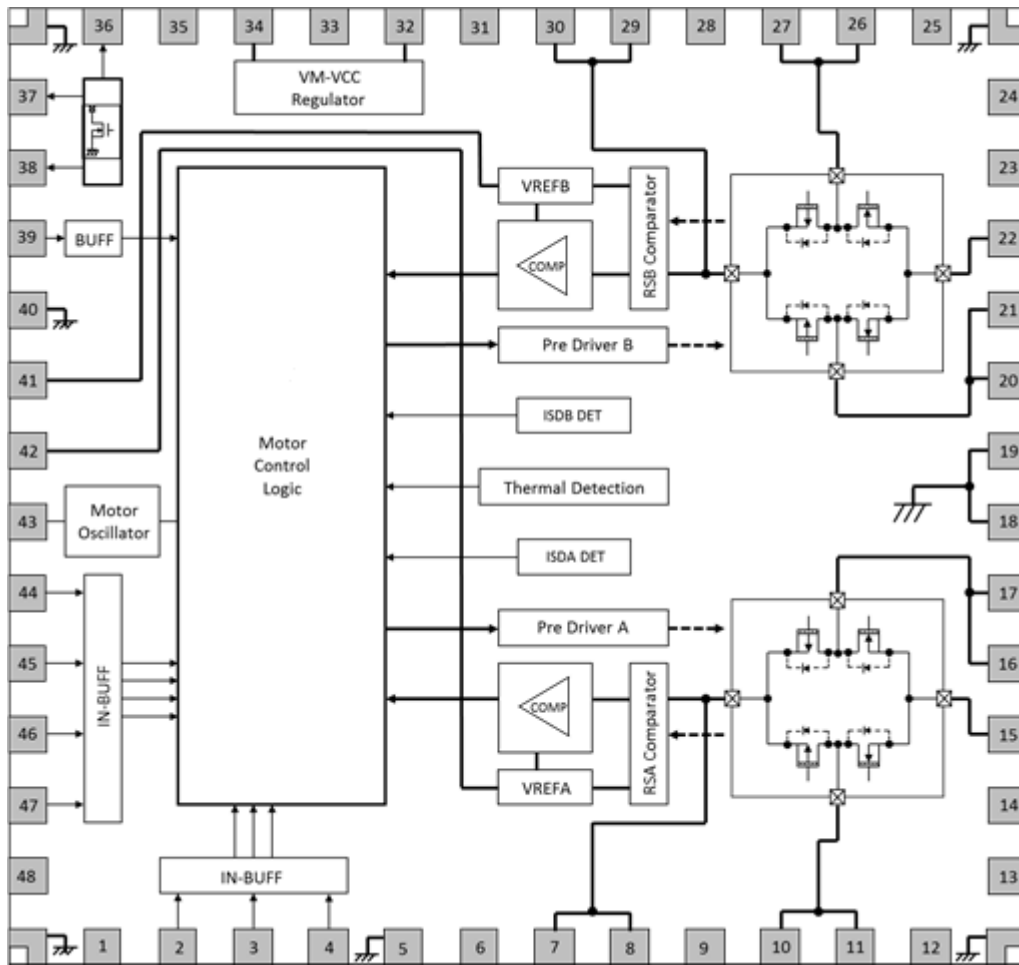 36 35 34 33 32 31 30 29 28 27 26 25
VM-VCC
Regulator
37
24
38
23
VREFB
RSB Comparator
39
BUFF
22
COMP
40
21
Pre Driver B
41
20
ISDB DET
42
19
Motor
Control
Logic
Thermal Detection
43
Motor
Oscillator
18
ISDA DET
44
17
Pre Driver A
45
16
IN-BUFF
COMP
RSA Comparator
46
15
VREFA
47
14
48
IN-BUFF
13
1 2 3 4 5 6 7 8 9 10 11 12